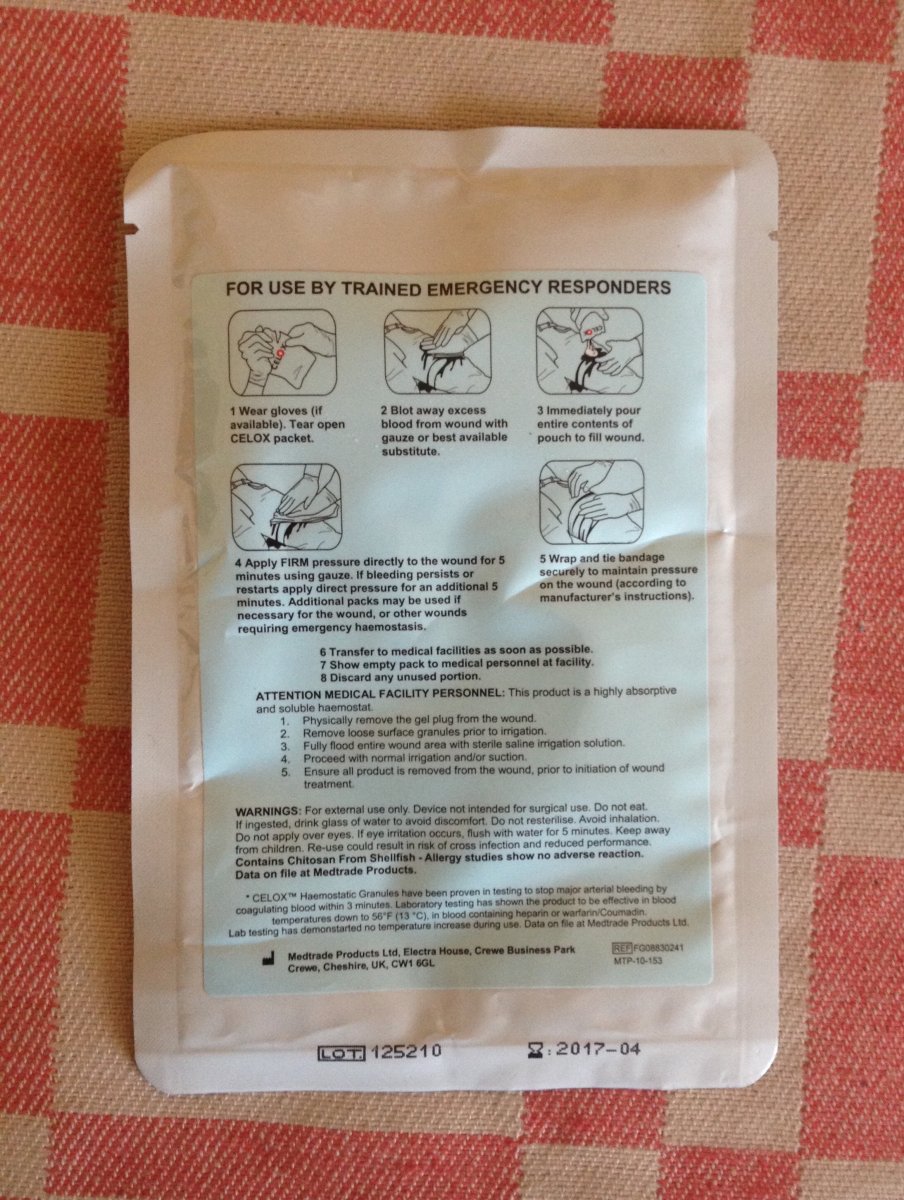 FOR USE BY TRAINED EMERGENCY RESPONDERS
CELOX
CELOX
1 Wear gloves (if
available). Tear open
CELOX packet.
2 Blot away excess
blood from wound with
gauze or best available
substitute.
3 Immediately pour
entire contents of
pouch to fill wound.
4 Apply FIRM pressure directly to the wound for 5
minutes using gauze. If bleeding persists or
restarts apply direct pressure for an additional 5
minutes. Additional packs may be used if
necessary for the wound, or other wounds
requiring emergency haemostasis.
5 Wrap and tie bandage
securely to maintain pressure
on the wound (according to
manufacturer's instructions).
6 Transfer to medical facilities as soon as possible.
7 Show empty pack to medical personnel at facility.
8 Discard any unused portion.
ATTENTION MEDICAL FACILITY PERSONNEL: This product is a highly absorptive
and soluble haemostat.
1. Physically remove the gel plug from the wound.
2. Remove loose surface granules prior to irrigation.
3. Fully flood entire wound area with sterile saline irrigation solution.
4. Proceed with normal irrigation and/or suction.
5. Ensure all product is removed from the wound, prior to initiation of wound
treatment.
WARNINGS: For external use only. Device not intended for surgical use. Do not eat.
If ingested, drink glass of water to avoid discomfort. Do not resterilise. Avoid inhalation.
Do not apply over eyes. If eye irritation occurs, flush with water for 5 minutes. Keep away
from children. Re-use could result in risk of cross infection and reduced performance.
Contains Chitosan From Shellfish - Allergy studies show no adverse reaction.
Data on file at Medtrade Products.
* CELOX™ Haemostatic Granules have been proven in testing to stop major arterial bleeding by
coagulating blood within 3 minutes. Laboratory testing has shown the product to be effective in blood
temperatures down to 56°F (13 °C), in blood containing heparin or warfarin/Coumadin.
Lab testing has demonstarted no temperature increase during use. Data on file at Medtrade Products Ltd.
Medtrade Products Ltd, Electra House, Crewe Business Park
Crewe, Cheshire, UK, CW1 6GL
REF FG08830241
MTP-10-153
LOT 125210
: 2017-04